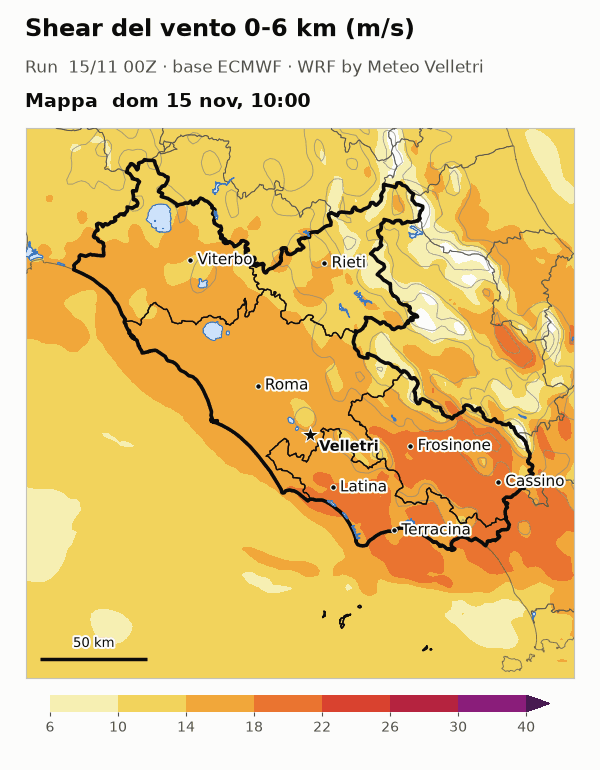 Shear del vento 0-6 km (m/s)
Run  15/11 00Z · base ECMWF · WRF by Meteo Velletri
Mappa  dom 15 nov, 10:00
Viterbo
Rieti
Roma
Velletri
Frosinone
Cassino
Latina
Terracina
50 km
6 10 14 18 22 26 30 40